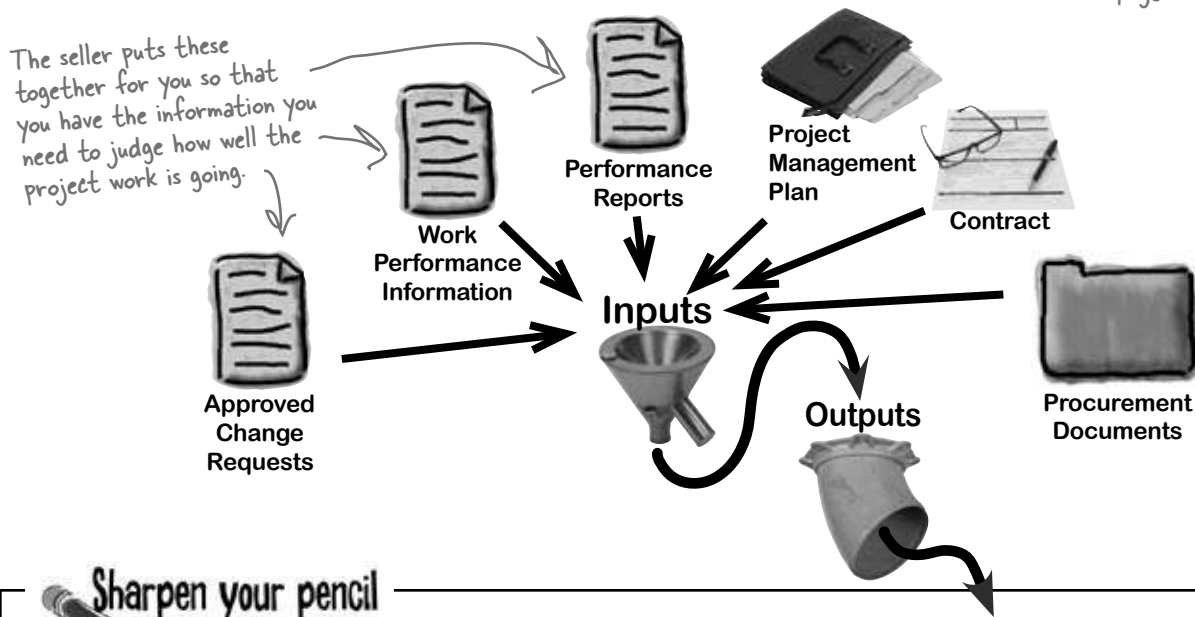 The seller puts these
together for you so that
you have the information you
need to judge how well the
project work is going.
Performance
Reports
Project
Management
Plan
Contract
Work
Performance
Information
Inputs
Approved
Change
Requests
Outputs
Procurement
Documents
Sharpen your pencil